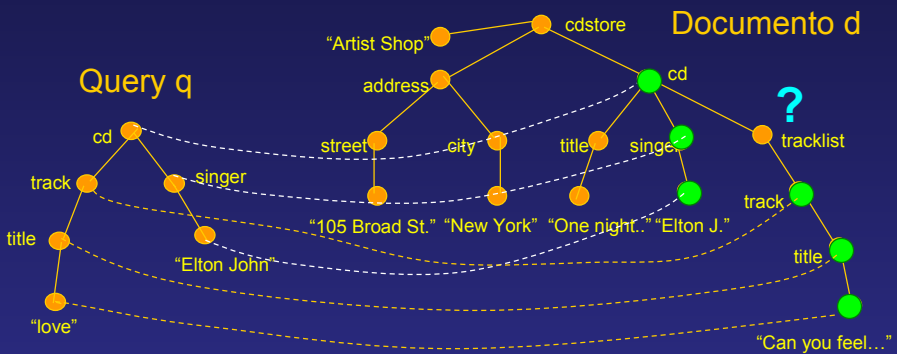 Documento d
cdstore
“Artist Shop”
Query q
address
cd
?
cd
street
city
title
singer
tracklist
track
singer
track
“105 Broad St.”
“New York”
“One night..”
“Elton J.”
title
“Elton John”
title
“love”
“Can you feel…”